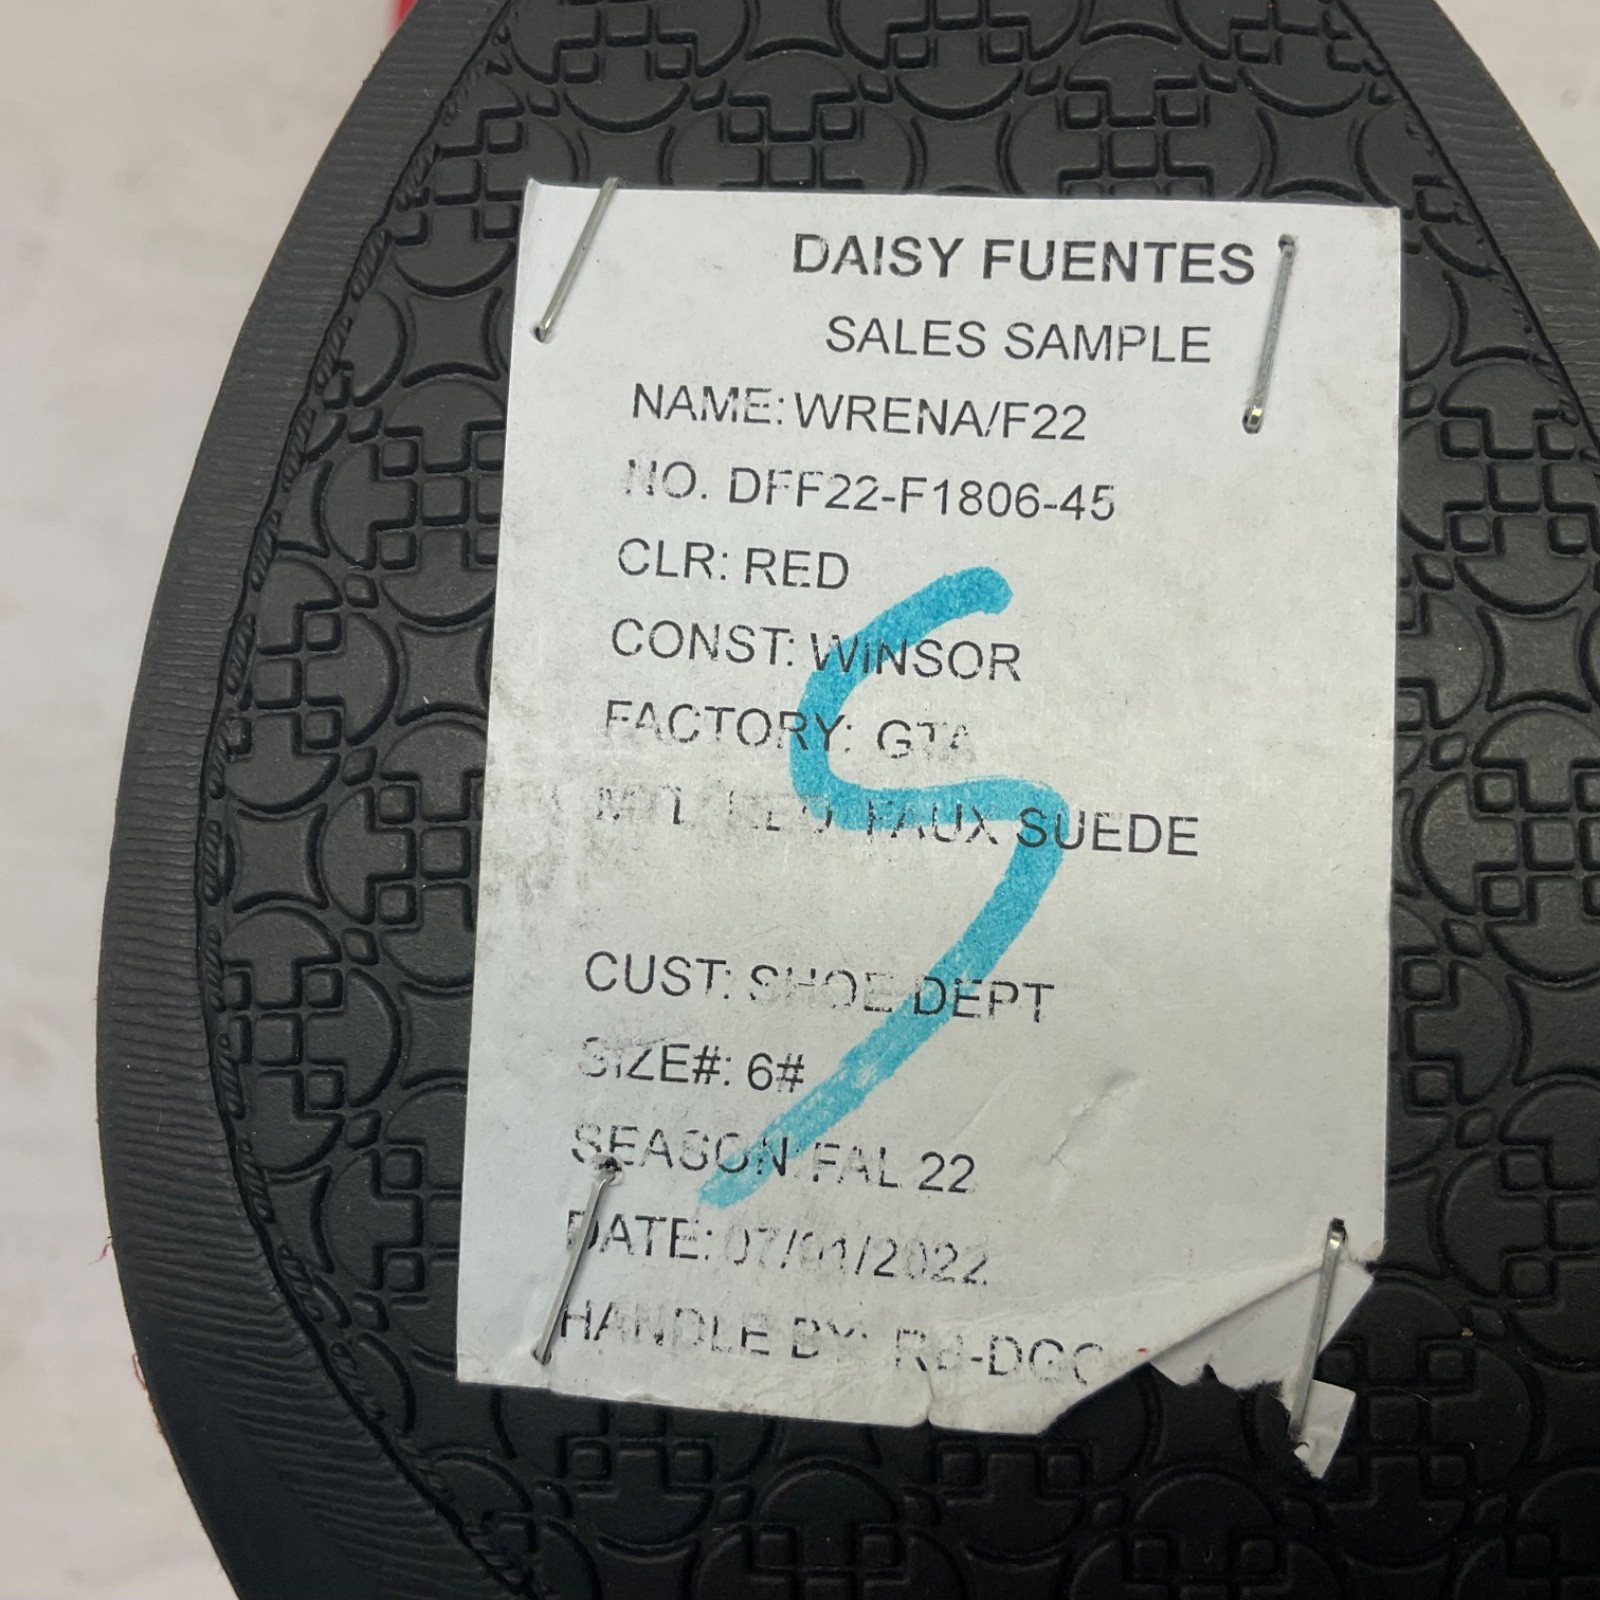 DAISY FUENTES
SALES SAMPLE
NAME: WRENA/F22
NO. DFF22-F1806-45
CLR: RED
CONST: WINSOR
FACTORY: GTA
FAUX SUEDE
CUST: SHOE DEPT
SIZE#: 6#
SEASON: FAL 22
DATE: 07/01/2022
HANDLE BY:
S